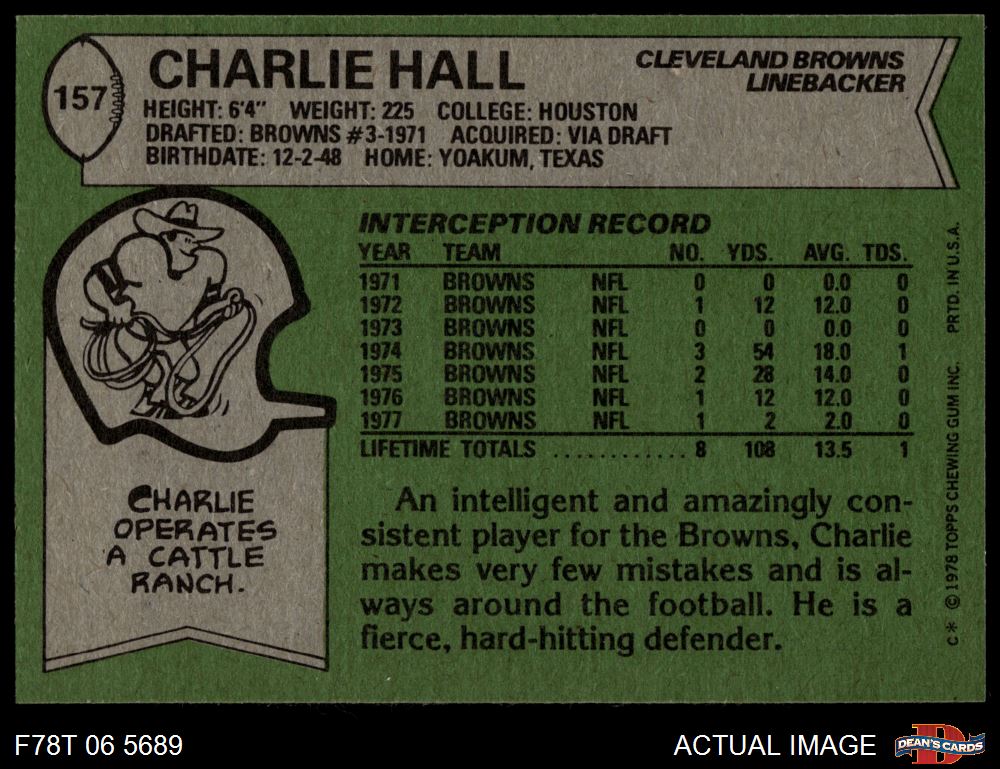 157
CHARLIE HALL
CLEVELAND BROWNS
LINEBACKER
HEIGHT: 6'4" WEIGHT: 225 COLLEGE: HOUSTON
DRAFTED: BROWNS #3-1971 ACQUIRED: VIA DRAFT
BIRTHDATE: 12-2-48 HOME: YOAKUM, TEXAS
INTERCEPTION RECORD
YEAR TEAM NO. YDS. AVG. TDS.
1971 BROWNS NFL 0 0 0.0 0
1972 BROWNS NFL 1 12 12.0 0
1973 BROWNS NFL 0 0 0.0 0
1974 BROWNS NFL 3 54 18.0 1
1975 BROWNS NFL 2 28 14.0 0
1976 BROWNS NFL 1 12 12.0 0
1977 BROWNS NFL 1 2 2.0 0
LIFETIME TOTALS ............ 8 108 13.5 1
CHARLIE
OPERATES
A CATTLE
RANCH.
An intelligent and amazingly con-
sistent player for the Browns, Charlie
makes very few mistakes and is al-
ways around the football. He is a
fierce, hard-hitting defender.
C* © 1978 TOPPS CHEWING GUM INC. PRTD. IN U.S.A.
F78T 06 5689
ACTUAL IMAGE
D
DEAN'S CARDS